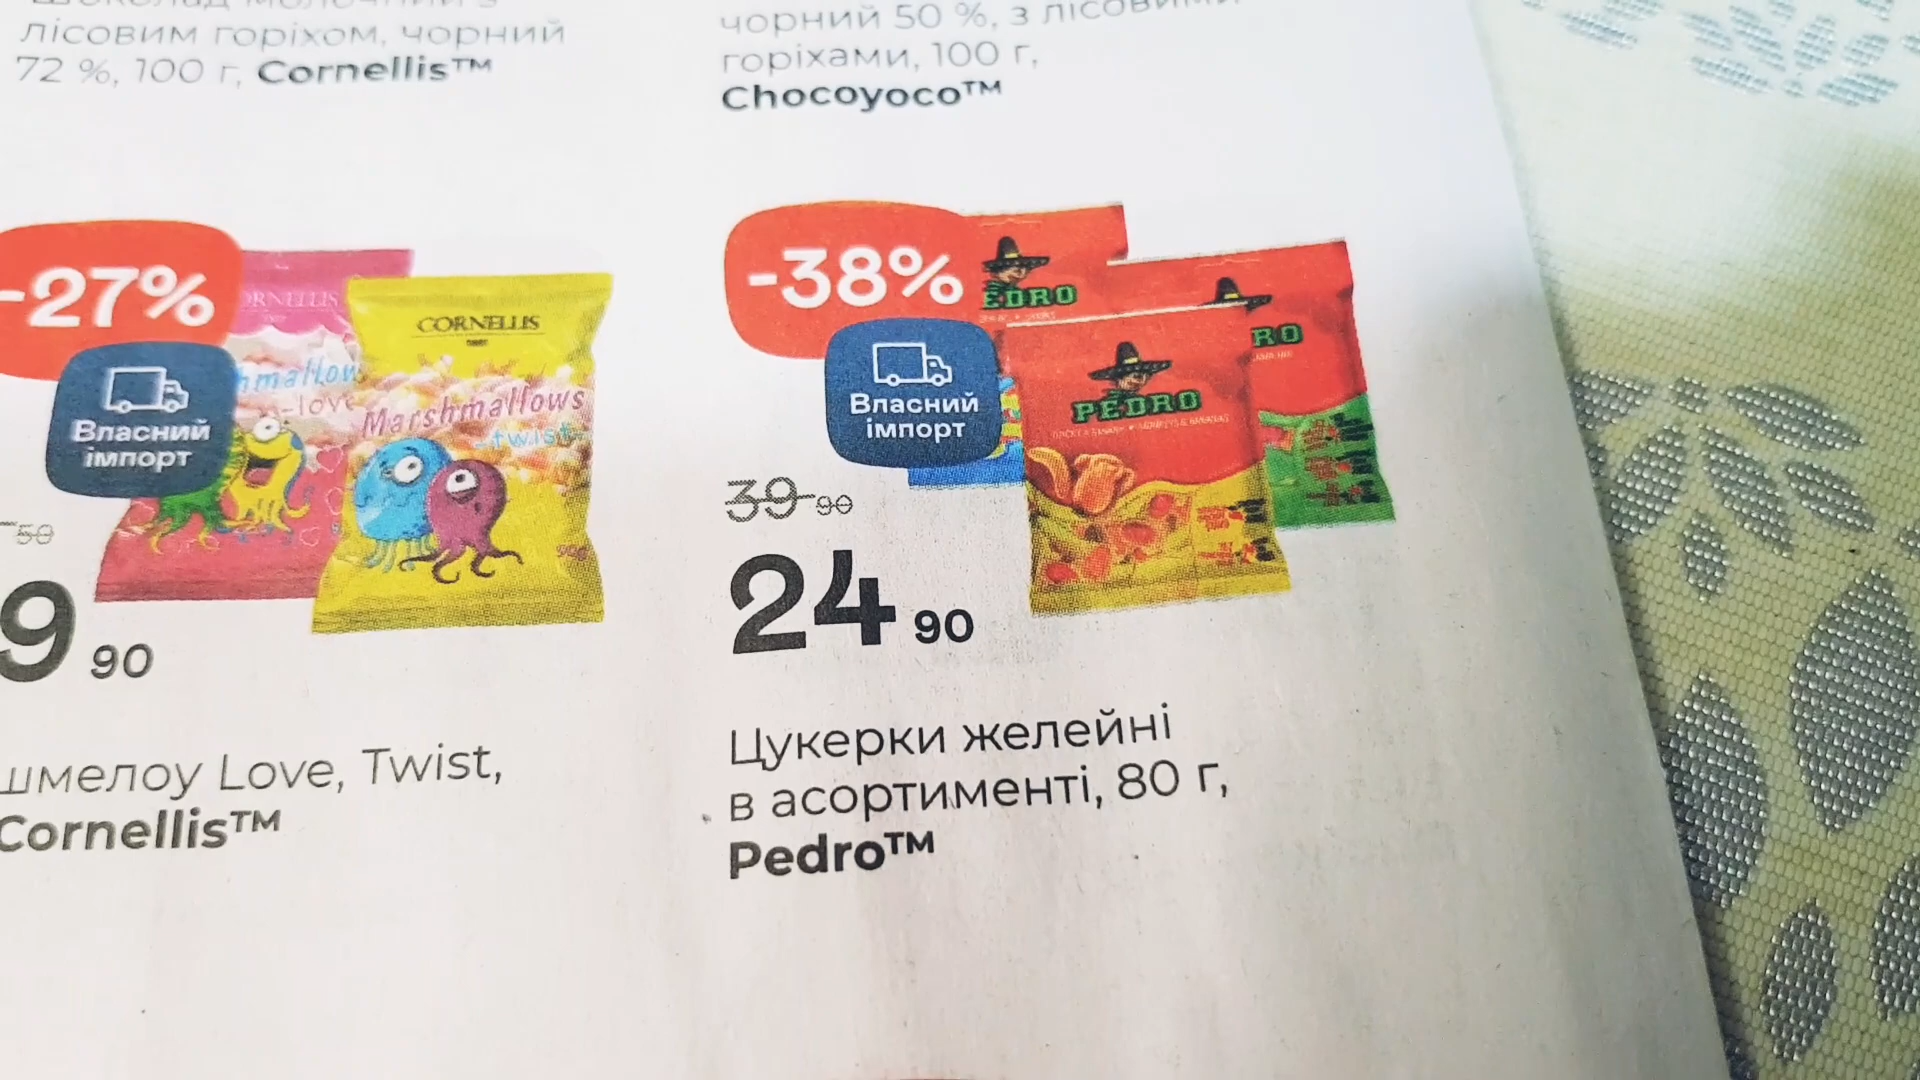 лісовим горіхом, чорний
72 %, 100 г, Cornellis™
чорний 50 %, з лісовими
горіхами, 100 г,
Chocoyoco™
-27%
Власний
імпорт
CORNELLIS
Marshmallows
-twist-
love
90
шмелоу Love, Twist,
Cornellis™
-38%
Власний
імпорт
PEDRO
PEDRO
39 90
24 90
Цукерки желейні
в асортименті, 80 г,
Pedro™